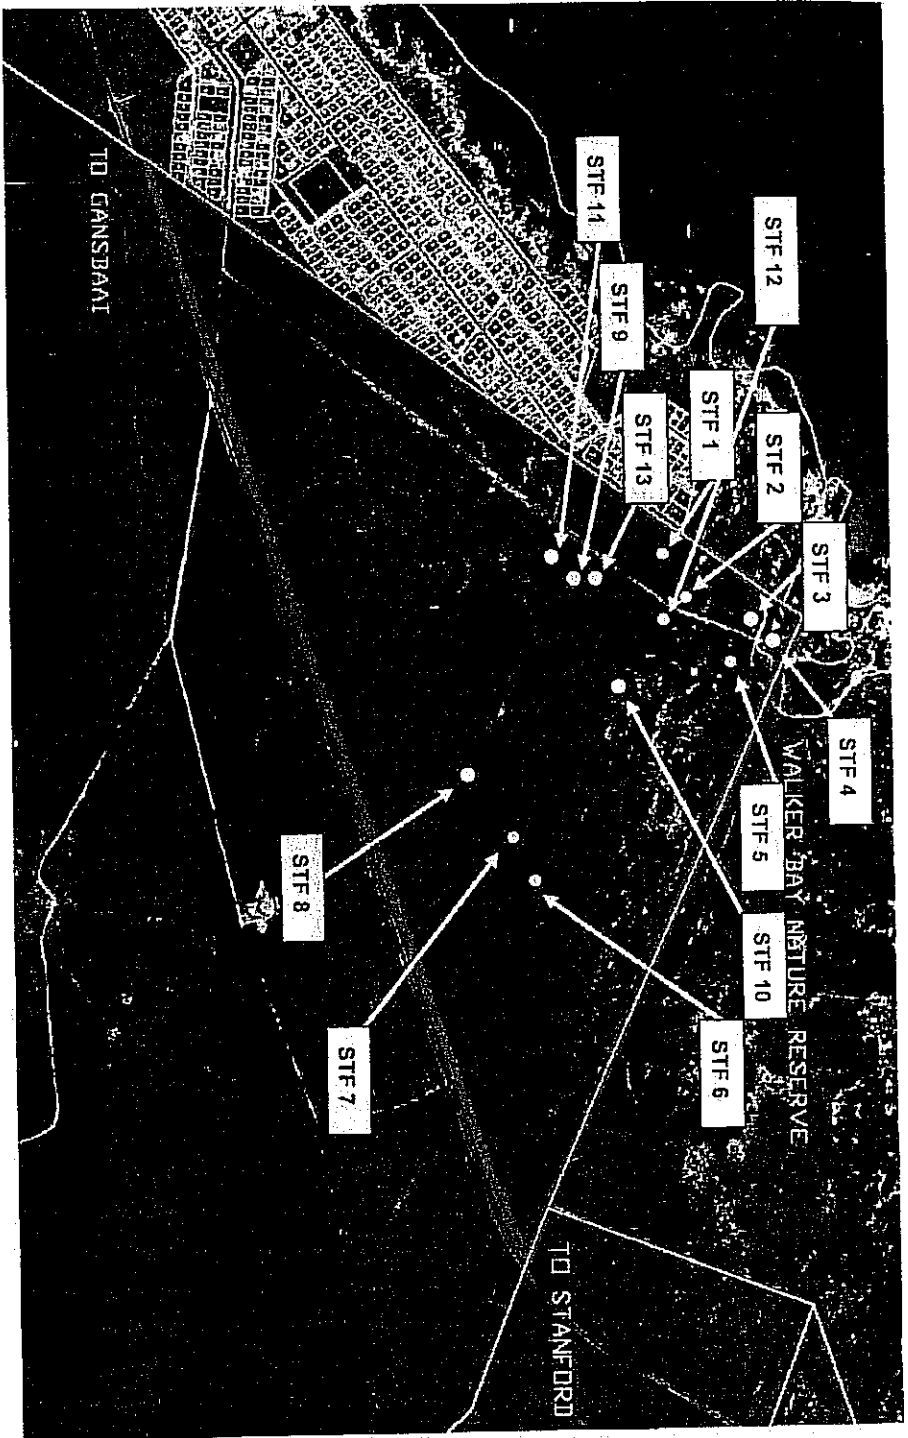 STF 12
STF 11
STF 9
STF 2
STF 1
STF 13
STF 3
STF 4
STF 5
WALKER BAY NATURE RESERVE
STF 10
STF 6
STF 8
STF 7
TO GANSBAAI
TO STANFORD